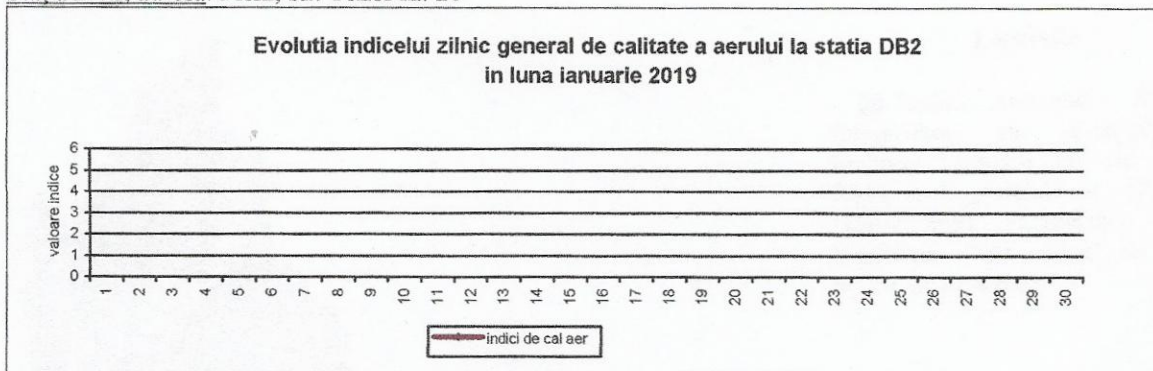 Evolutia indicelui zilnic general de calitate a aerului la statia DB2
in luna ianuarie 2019
valoare indice
6
5
4
3
2
1
0
1 2 3 4 5 6 7 8 9 10 11 12 13 14 15 16 17 18 19 20 21 22 23 24 25 26 27 28 29 30
indici de cal aer